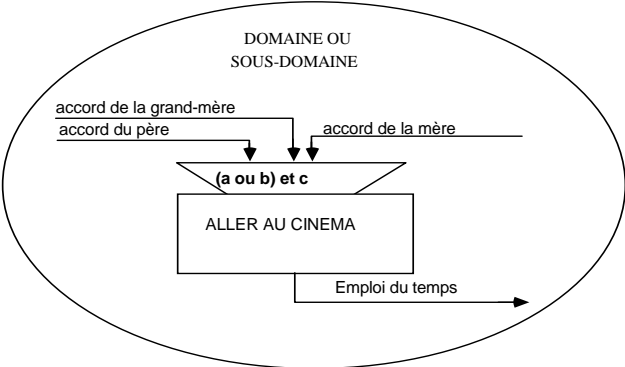 DOMAINE OU
SOUS-DOMAINE
accord de la grand-mère
accord du père
accord de la mère
(a ou b) et c
ALLER AU CINEMA
Emploi du temps